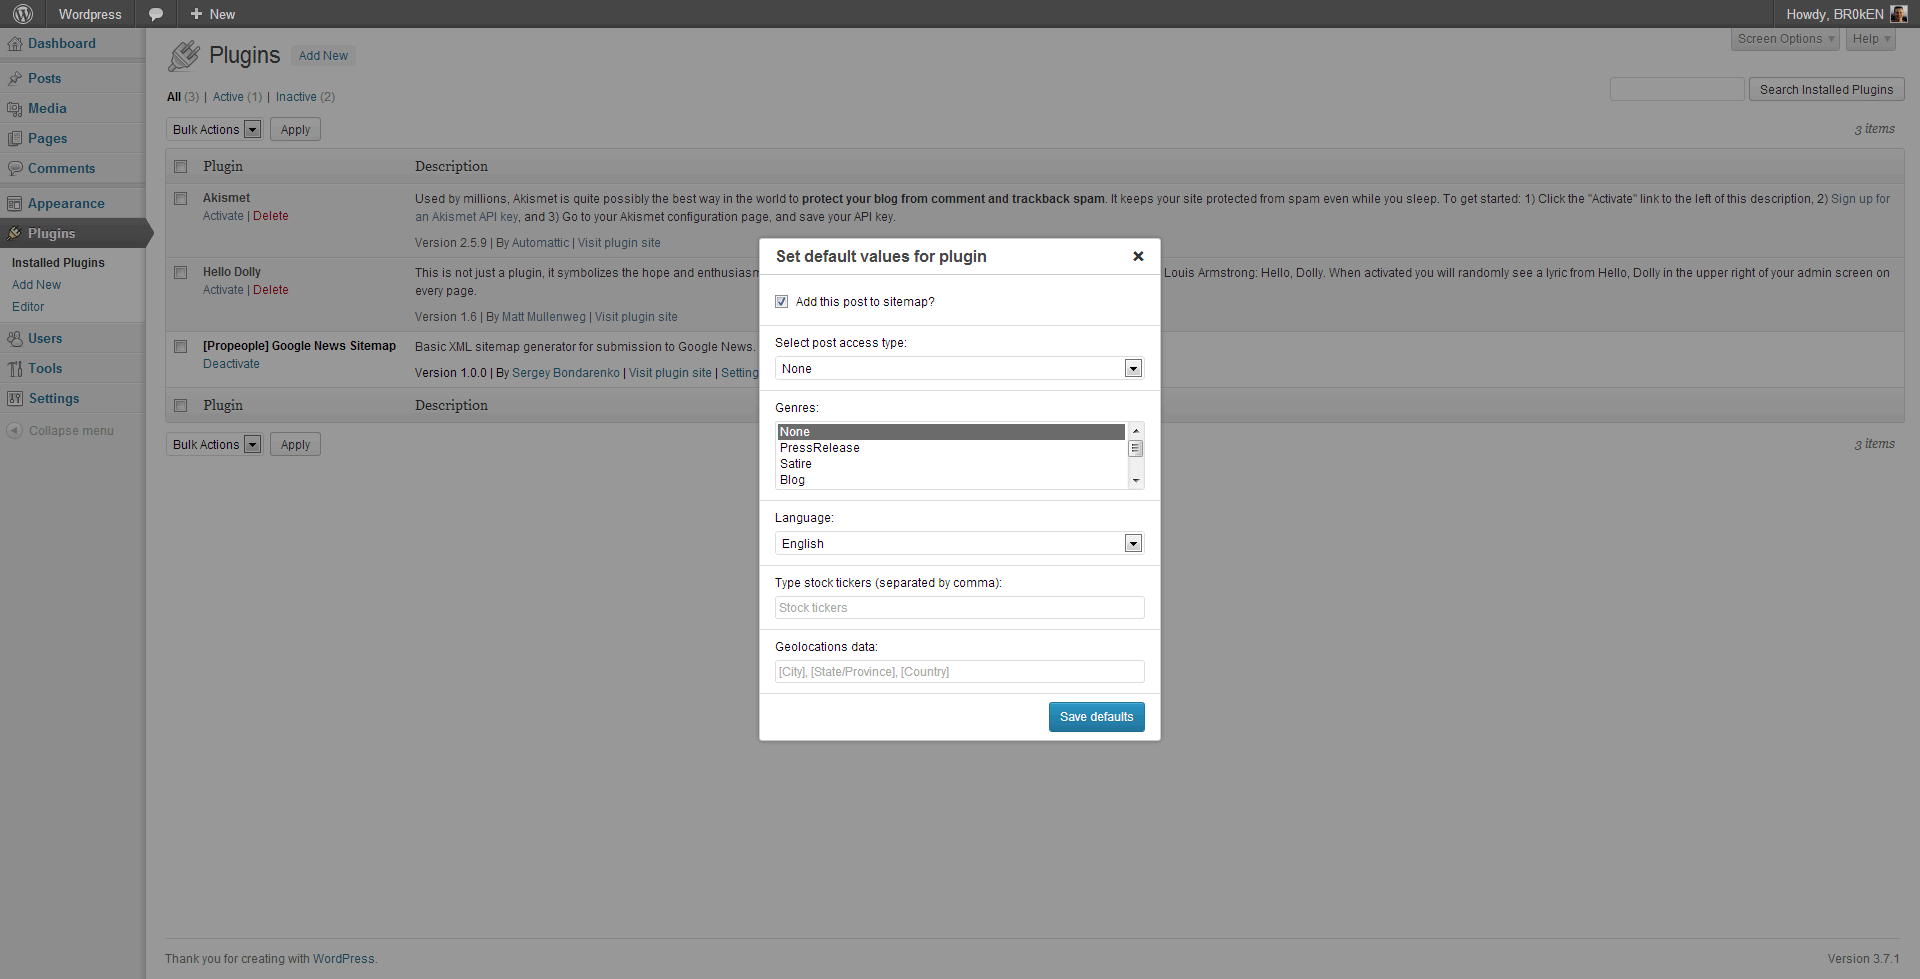 Wordpress
New
Howdy, BR0kEN
Dashboard
Posts
Media
Pages
Comments
Appearance
Plugins
Installed Plugins
Add New
Editor
Users
Tools
Settings
Collapse menu
Plugins Add New
Screen Options Help
All (3) | Active (1) | Inactive (2)
Search Installed Plugins
Bulk Actions Apply
3 items
Plugin Description
Akismet
Activate | Delete
Used by millions, Akismet is quite possibly the best way in the world to protect your blog from comment and trackback spam. It keeps your site protected from spam even while you sleep. To get started: 1) Click the "Activate" link to the left of this description, 2) Sign up for
an Akismet API key, and 3) Go to your Akismet configuration page, and save your API key.
Version 2.5.9 | By Automattic | Visit plugin site
Hello Dolly
Activate | Delete
This is not just a plugin, it symbolizes the hope and enthusiasm Louis Armstrong: Hello, Dolly. When activated you will randomly see a lyric from Hello, Dolly in the upper right of your admin screen on
every page.
Version 1.6 | By Matt Mullenweg | Visit plugin site
[Propeople] Google News Sitemap
Deactivate
Basic XML sitemap generator for submission to Google News.
Version 1.0.0 | By Sergey Bondarenko | Visit plugin site | Setting
Plugin Description
Bulk Actions Apply
3 items
Set default values for plugin
Add this post to sitemap?
Select post access type:
None
Genres:
None
PressRelease
Satire
Blog
Language:
English
Type stock tickers (separated by comma):
Stock tickers
Geolocations data:
[City], [State/Province], [Country]
Save defaults
Thank you for creating with WordPress.
Version 3.7.1